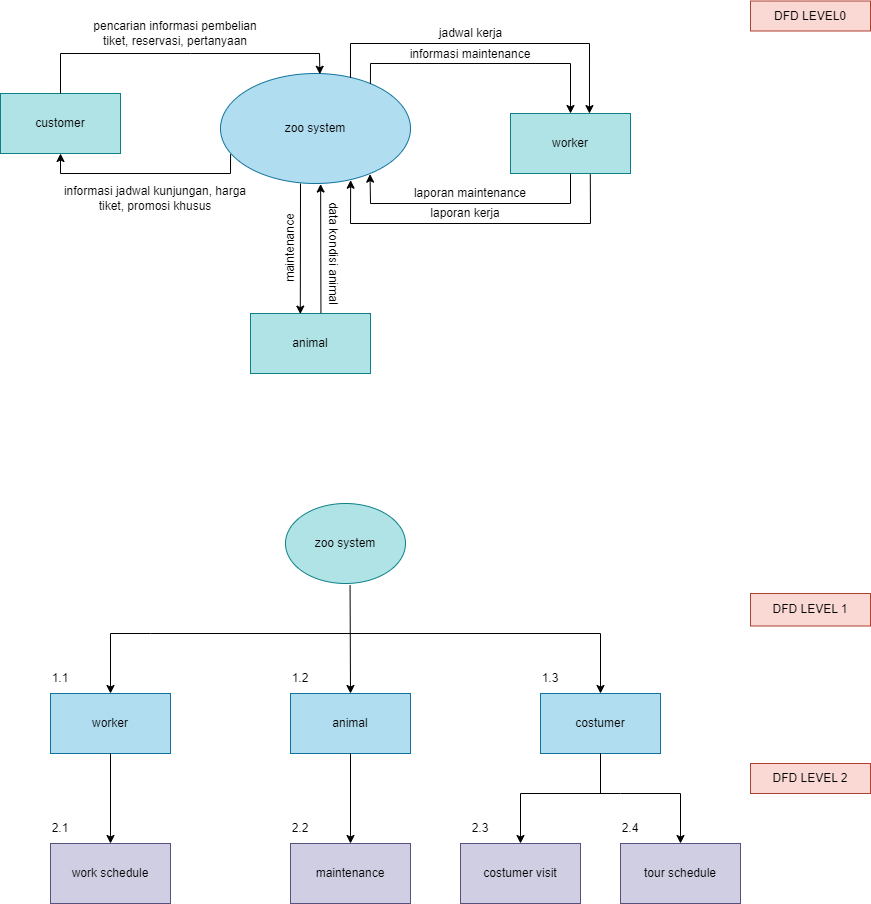 DFD LEVEL0
pencarian informasi pembelian
tiket, reservasi, pertanyaan
jadwal kerja
informasi maintenance
customer
zoo system
worker
informasi jadwal kunjungan, harga
tiket, promosi khusus
laporan maintenance
laporan kerja
maintenance
data kondisi animal
animal
zoo system
DFD LEVEL 1
1.1
1.2
1.3
worker
animal
costumer
DFD LEVEL 2
2.1
2.2
2.3
2.4
work schedule
maintenance
costumer visit
tour schedule